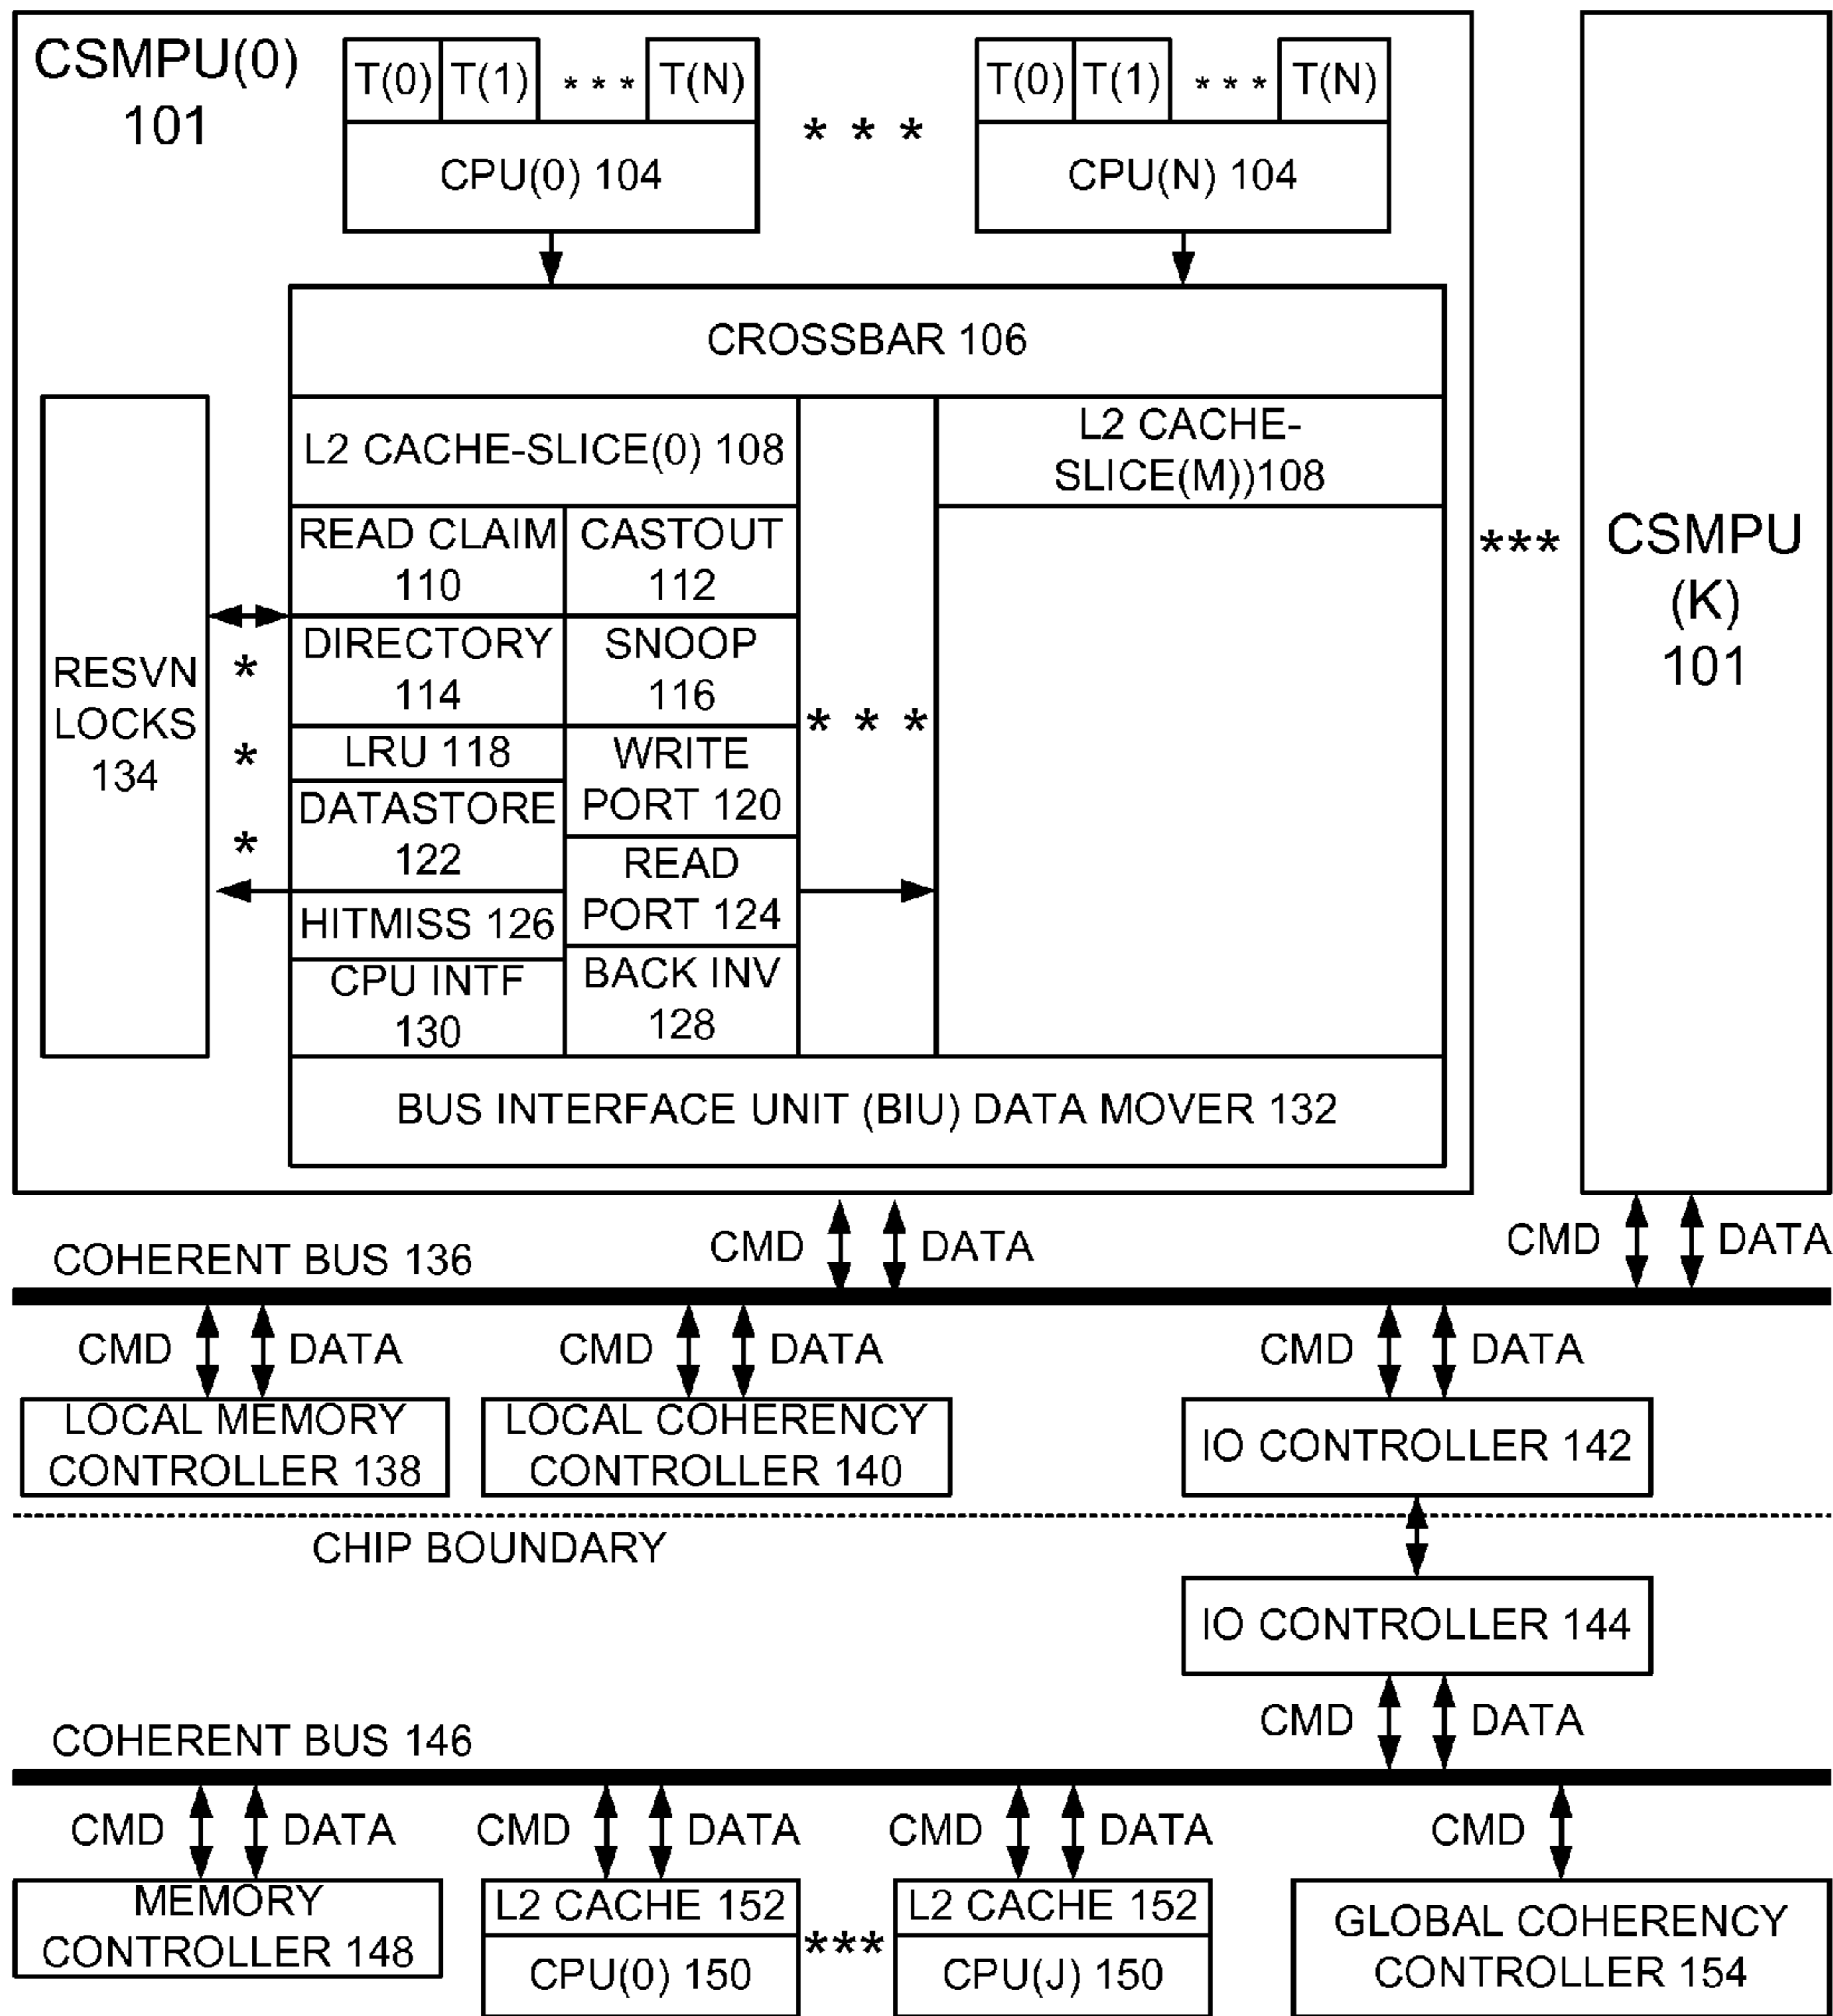 CSMPU(0)
101
T(0) T(1) * * * T(N)
CPU(0) 104
* * *
T(0) T(1) * * * T(N)
CPU(N) 104
CROSSBAR 106
RESVN
LOCKS
134
*
*
*
L2 CACHE-SLICE(0) 108
READ CLAIM
110
CASTOUT
112
DIRECTORY
114
SNOOP
116
LRU 118
WRITE
PORT 120
DATASTORE
122
READ
PORT 124
HITMISS 126
CPU INTF
130
BACK INV
128
* * *
L2 CACHE-
SLICE(M))108
BUS INTERFACE UNIT (BIU) DATA MOVER 132
***
CSMPU
(K)
101
CMD DATA
CMD DATA
COHERENT BUS 136
CMD DATA
CMD DATA
CMD DATA
LOCAL MEMORY
CONTROLLER 138
LOCAL COHERENCY
CONTROLLER 140
IO CONTROLLER 142
CHIP BOUNDARY
IO CONTROLLER 144
CMD DATA
COHERENT BUS 146
CMD DATA
CMD DATA
CMD DATA
CMD
MEMORY
CONTROLLER 148
L2 CACHE 152
CPU(0) 150
***
L2 CACHE 152
CPU(J) 150
GLOBAL COHERENCY
CONTROLLER 154